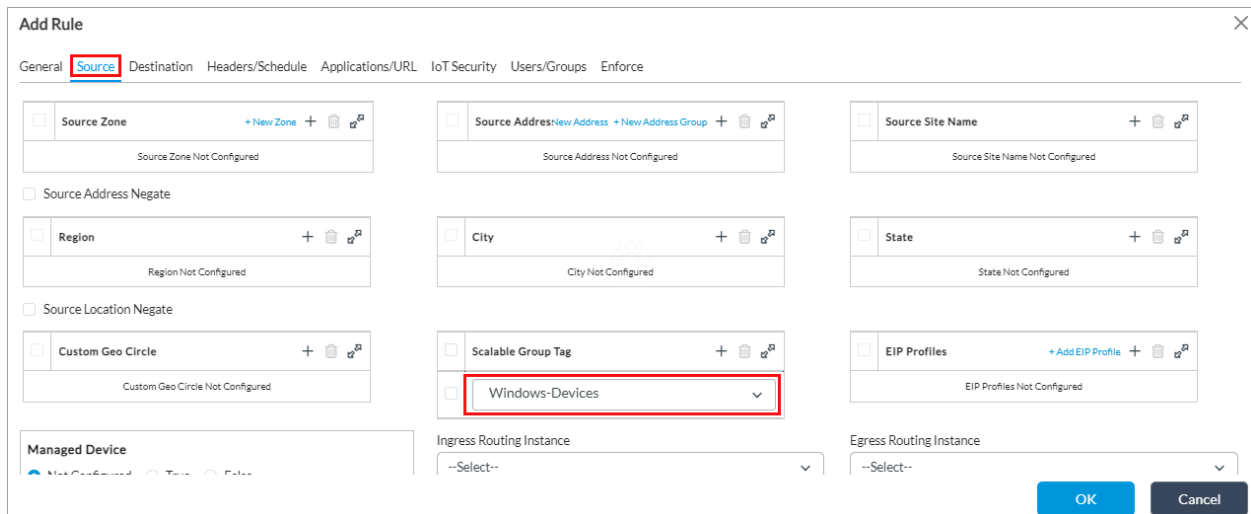 Add Rule
General Source Destination Headers/Schedule Applications/URL IoT Security Users/Groups Enforce
Source Zone + New Zone
Source Zone Not Configured
Source Addres New Address + New Address Group
Source Address Not Configured
Source Site Name
Source Site Name Not Configured
Source Address Negate
Region
Region Not Configured
City
City Not Configured
State
State Not Configured
Source Location Negate
Custom Geo Circle
Custom Geo Circle Not Configured
Scalable Group Tag
Windows-Devices
EIP Profiles + Add EIP Profile
EIP Profiles Not Configured
Managed Device
Not Configured True False
Ingress Routing Instance
--Select--
Egress Routing Instance
--Select--
OK Cancel